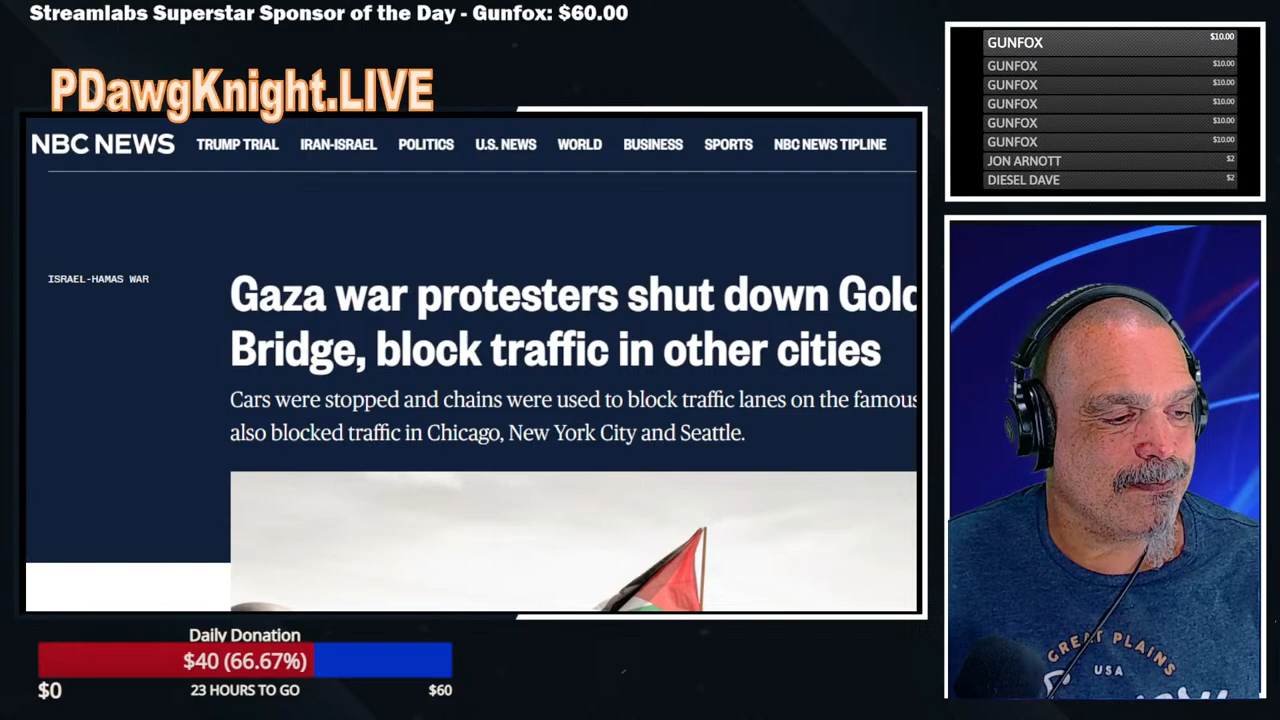 Streamlabs Superstar Sponsor of the Day - Gunfox: $60.00
PDawgKnight.LIVE
NBC NEWS TRUMP TRIAL IRAN-ISRAEL POLITICS U.S. NEWS WORLD BUSINESS SPORTS NBC NEWS TIPLINE
ISRAEL-HAMAS WAR
Gaza war protesters shut down Gold
Bridge, block traffic in other cities
Cars were stopped and chains were used to block traffic lanes on the famous
also blocked traffic in Chicago, New York City and Seattle.
Daily Donation
$40 (66.67%)
$0 23 HOURS TO GO $60
GUNFOX $10.00
GUNFOX $10.00
GUNFOX $10.00
GUNFOX $10.00
GUNFOX $10.00
GUNFOX $10.00
JON ARNOTT $2
DIESEL DAVE $2
GREAT PLAINS
USA